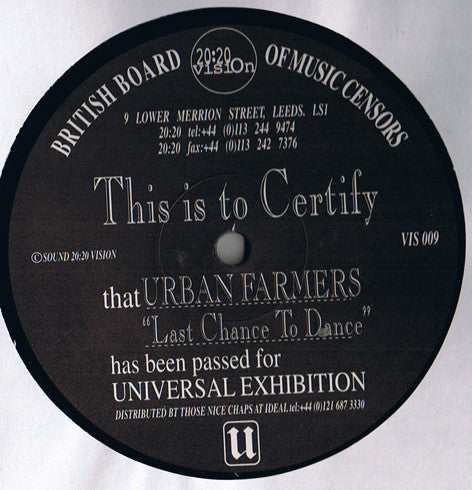 BRITISH BOARD OF MUSIC CENSORS
20:20
visiOn
9 LOWER MERRION STREET, LEEDS. LS1
20:20 tel:+44 (0)113 244 9474
20:20 fax:+44 (0)113 242 7376
This is to Certify
©SOUND 20:20 VISION
VIS 009
that URBAN FARMERS
“Last Chance To Dance”
has been passed for
UNIVERSAL EXHIBITION
DISTRIBUTED BT THOSE NICE CHAPS AT IDEAL tel:+44 (0)121 687 3330
U